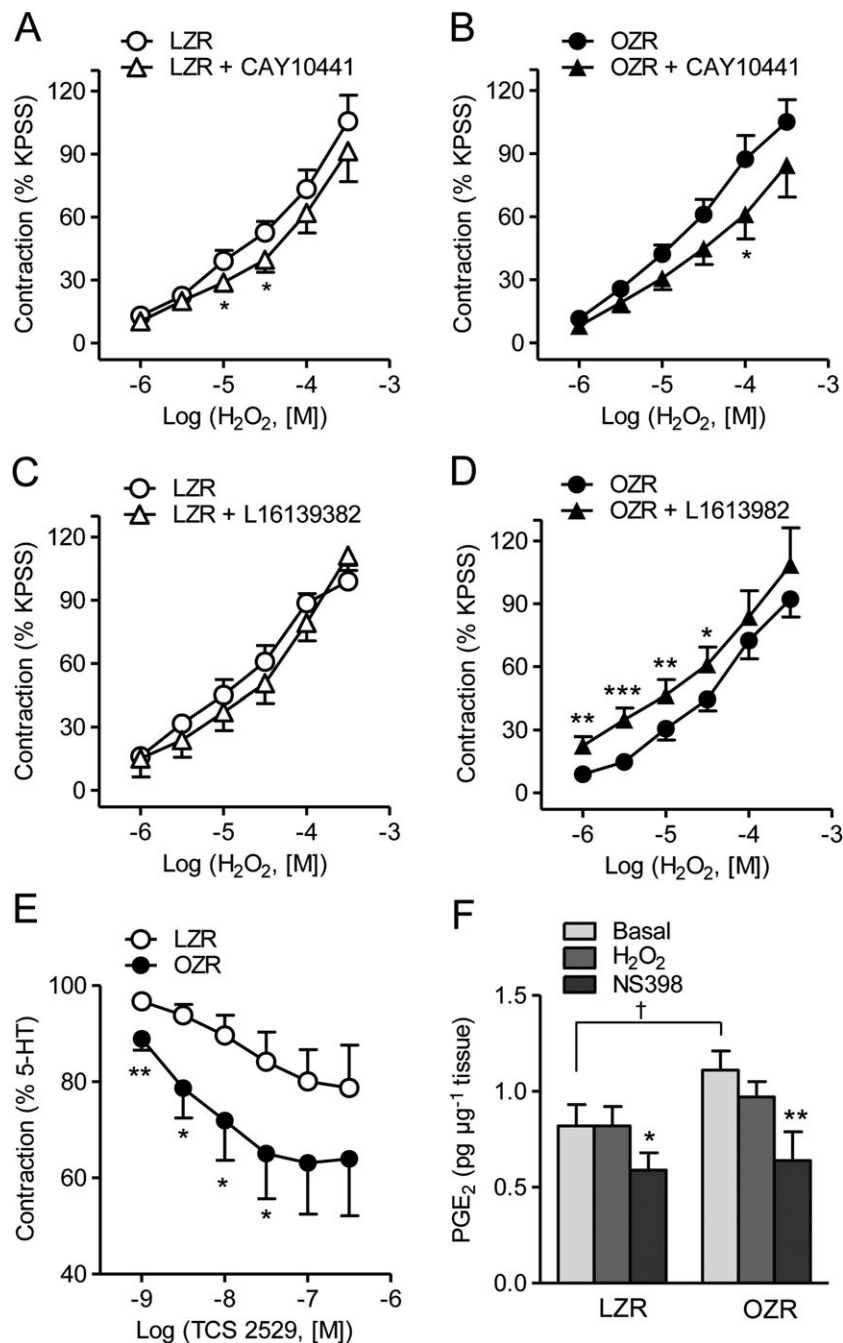 A
LZR
LZR + CAY10441
Contraction (% KPSS)
120
90
60
30
0
*
*
-6
-5
-4
-3
Log (H₂O₂, [M])
B
OZR
OZR + CAY10441
Contraction (% KPSS)
120
90
60
30
0
*
-6
-5
-4
-3
Log (H₂O₂, [M])
C
LZR
LZR + L16139382
Contraction (% KPSS)
120
90
60
30
0
-6
-5
-4
-3
Log (H₂O₂, [M])
D
OZR
OZR + L1613982
Contraction (% KPSS)
120
90
60
30
0
**
***
**
*
-6
-5
-4
-3
Log (H₂O₂, [M])
E
LZR
OZR
Contraction (% 5-HT)
100
80
60
40
**
*
*
*
-9
-8
-7
-6
Log (TCS 2529, [M])
F
Basal
H₂O₂
NS398
PGE₂ (pg µg⁻¹ tissue)
1.5
1.0
0.5
0.0
†
*
**
LZR
OZR